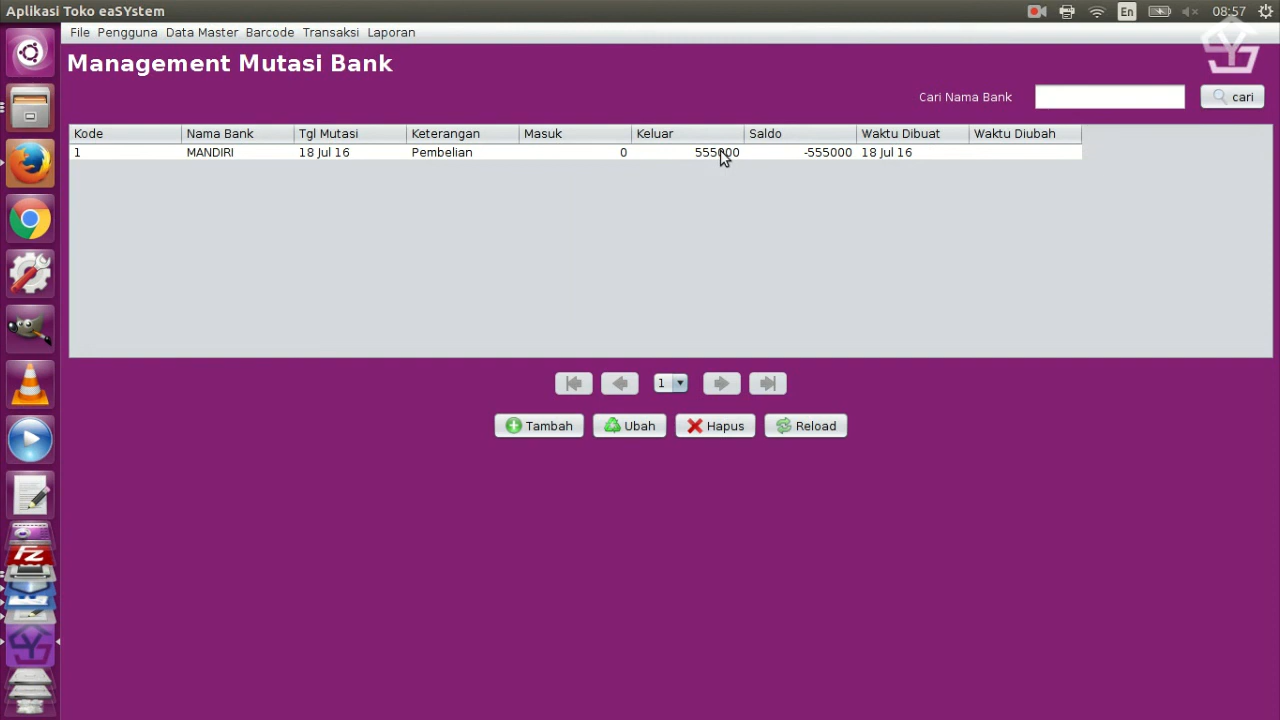 Aplikasi Toko eaSYstem
En
08:57
File Pengguna Data Master Barcode Transaksi Laporan
Management Mutasi Bank
Cari Nama Bank
cari
Kode Nama Bank Tgl Mutasi Keterangan Masuk Keluar Saldo Waktu Dibuat Waktu Diubah
1 MANDIRI 18 Jul 16 Pembelian 0 555000 -555000 18 Jul 16
1
Tambah Ubah Hapus Reload
Fz